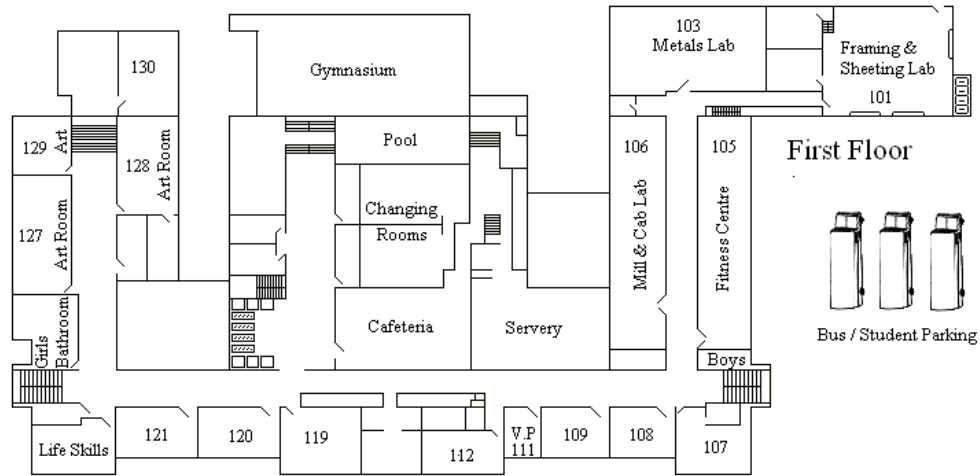 103
Metals Lab
Framing &
Sheeting Lab
101
130
Gymnasium
129
Art
128
Art Room
Pool
106
Mill & Cab Lab
105
Fitness Centre
First Floor
127
Art Room
Changing
Rooms
Girls
Bathroom
Cafeteria
Servery
Bus / Student Parking
Boys
Life Skills
121
120
119
112
V.P
111
109
108
107